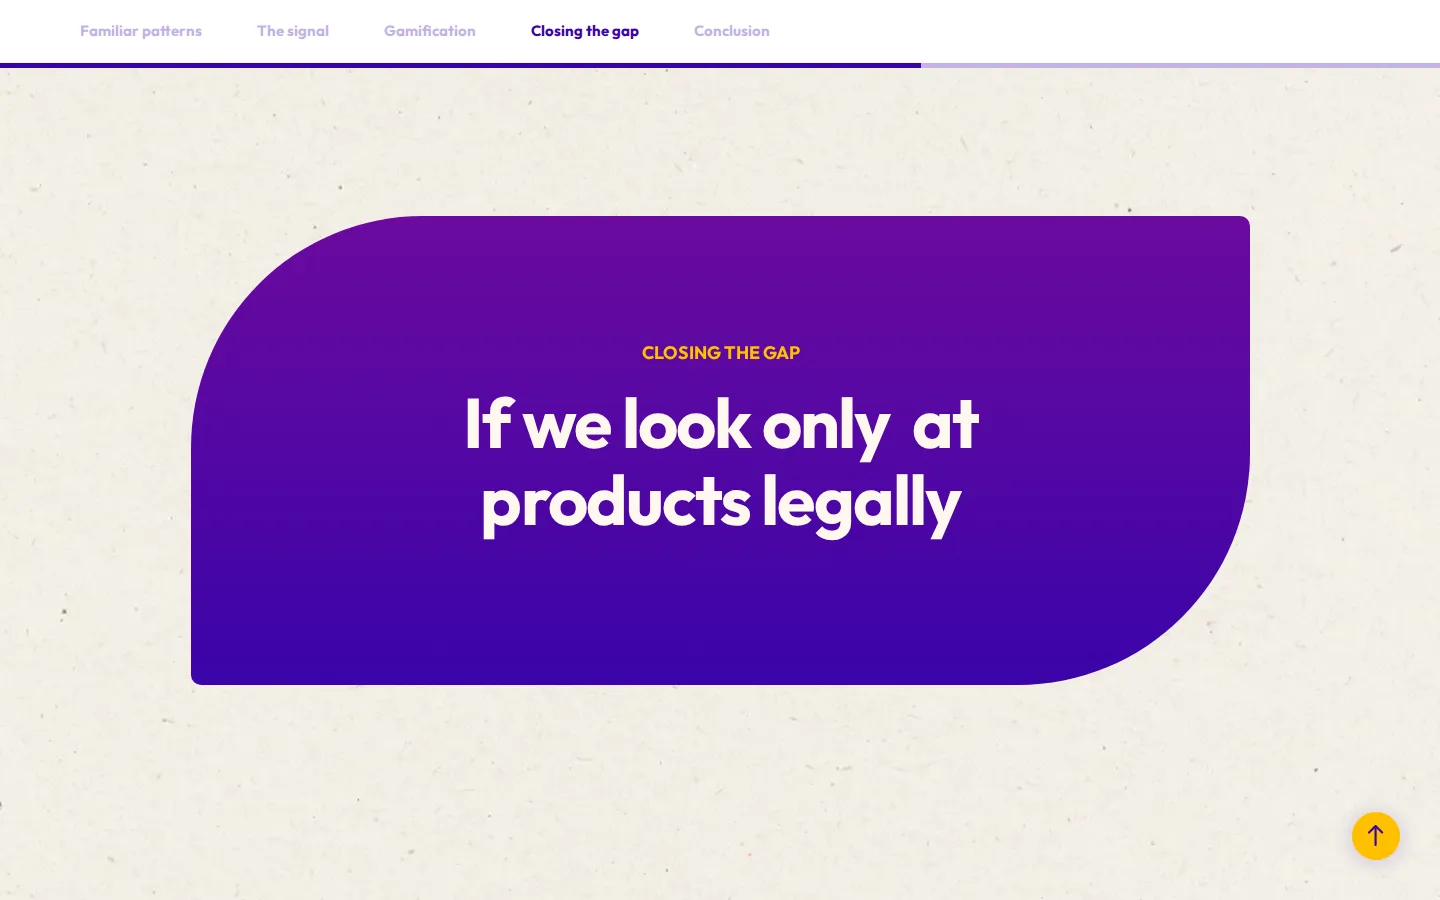 Familiar patterns The signal Gamification Closing the gap Conclusion
CLOSING THE GAP
If we look only at
products legally